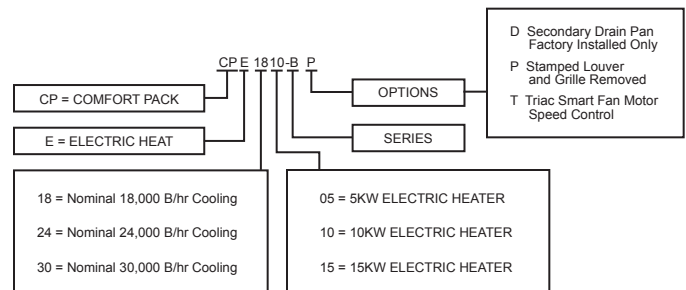 CP E 18 10-B P
CP = COMFORT PACK
E = ELECTRIC HEAT
18 = Nominal 18,000 B/hr Cooling
24 = Nominal 24,000 B/hr Cooling
30 = Nominal 30,000 B/hr Cooling
OPTIONS
SERIES
05 = 5KW ELECTRIC HEATER
10 = 10KW ELECTRIC HEATER
15 = 15KW ELECTRIC HEATER
D Secondary Drain Pan
Factory Installed Only
P Stamped Louver
and Grille Removed
T Triac Smart Fan Motor
Speed Control